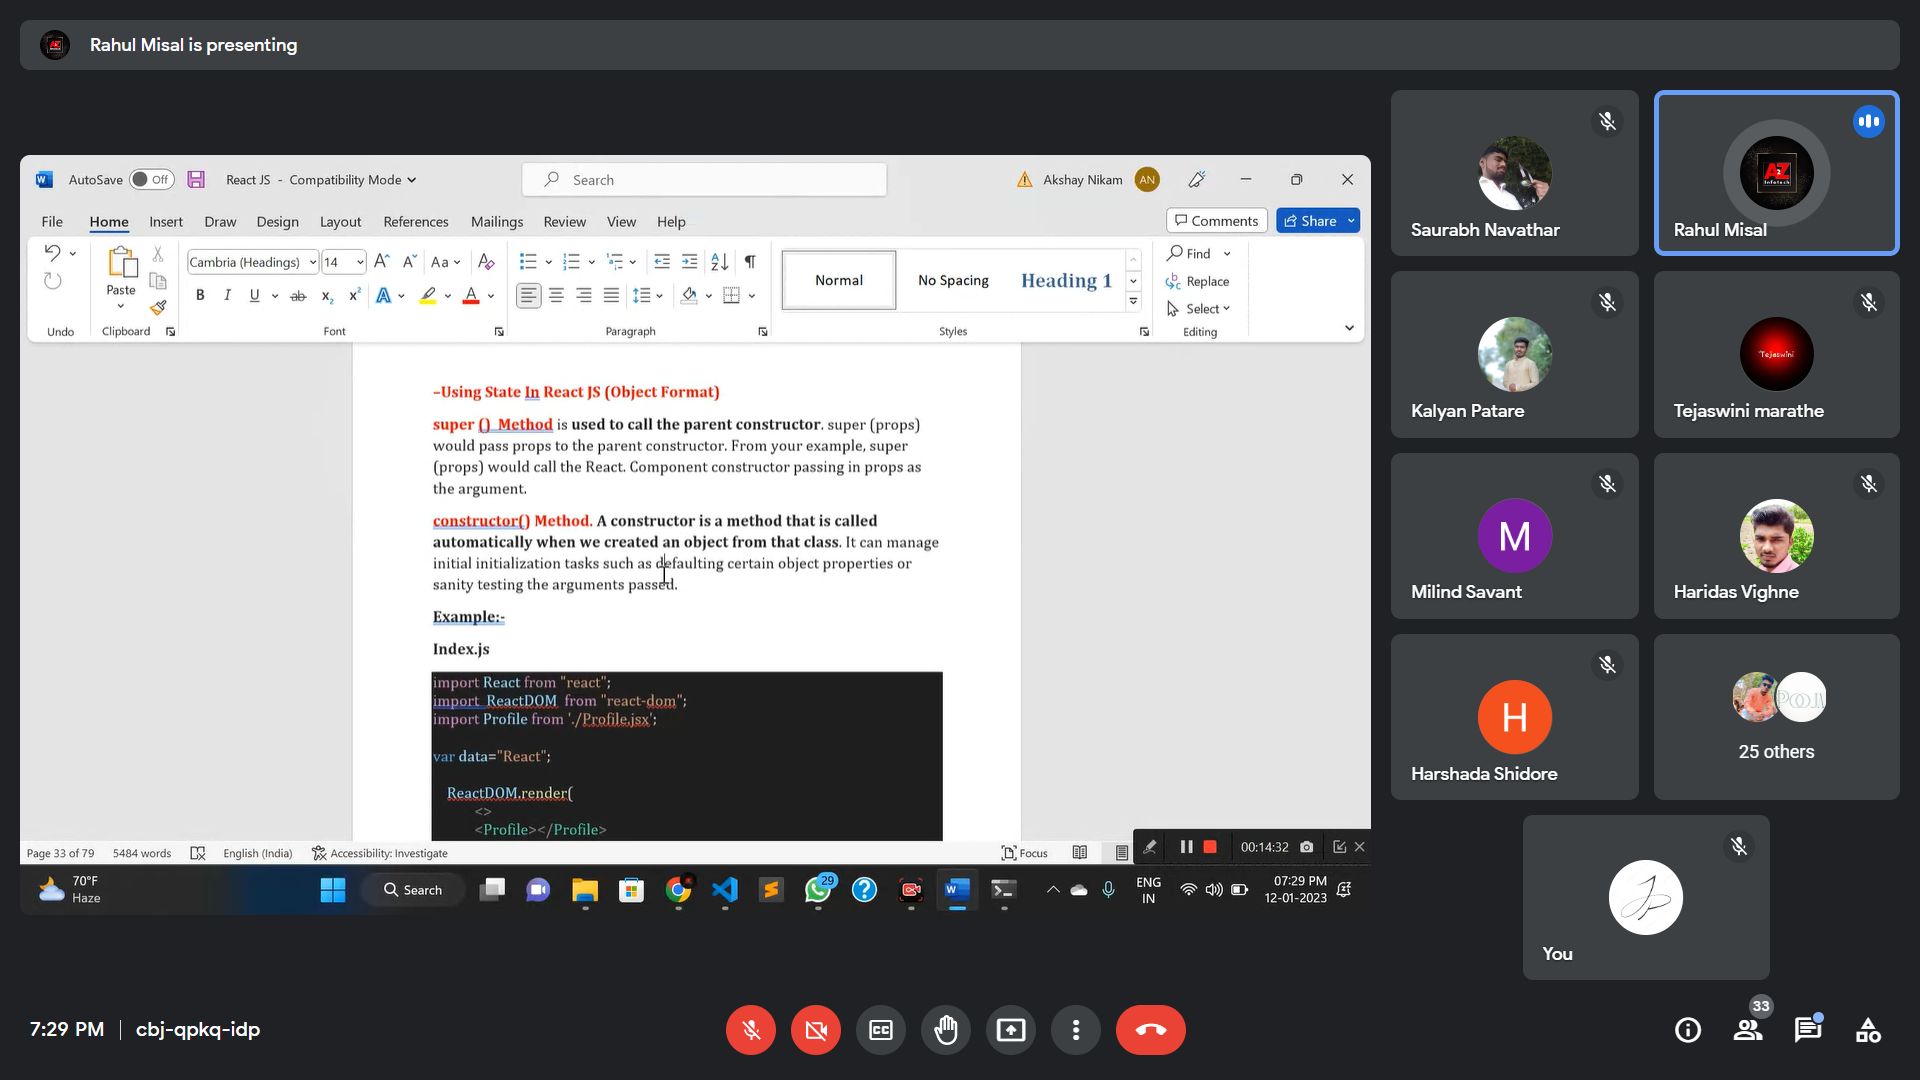 Rahul Misal is presenting
AutoSave Off React JS - Compatibility Mode Search Akshay Nikam AN
File Home Insert Draw Design Layout References Mailings Review View Help Comments Share
Cambria (Headings) 14 Aa Normal No Spacing Heading 1 Find
Paste B I U ab x₂ x² A A Replace
Select
Undo Clipboard Font Paragraph Styles Editing
–Using State In React JS (Object Format)
super () Method is used to call the parent constructor. super (props)
would pass props to the parent constructor. From your example, super
(props) would call the React. Component constructor passing in props as
the argument.
constructor() Method. A constructor is a method that is called
automatically when we created an object from that class. It can manage
initial initialization tasks such as defaulting certain object properties or
sanity testing the arguments passed.
Example:-
Index.js
import React from "react";
import ReactDOM from "react-dom";
import Profile from './Profile.jsx';
var data="React";
ReactDOM.render(
<>
<Profile></Profile>
Page 33 of 79 5484 words English (India) Accessibility: Investigate Focus 00:14:32
70°F
Haze
Search
29
ENG
IN
07:29 PM
12-01-2023
Saurabh Navathar
AZ
Infotech
Rahul Misal
Kalyan Patare
Tejaswini
Tejaswini marathe
M
Milind Savant
Haridas Vighne
H
Harshada Shidore
POOJA
25 others
You
7:29 PM cbj-qpkq-idp
33